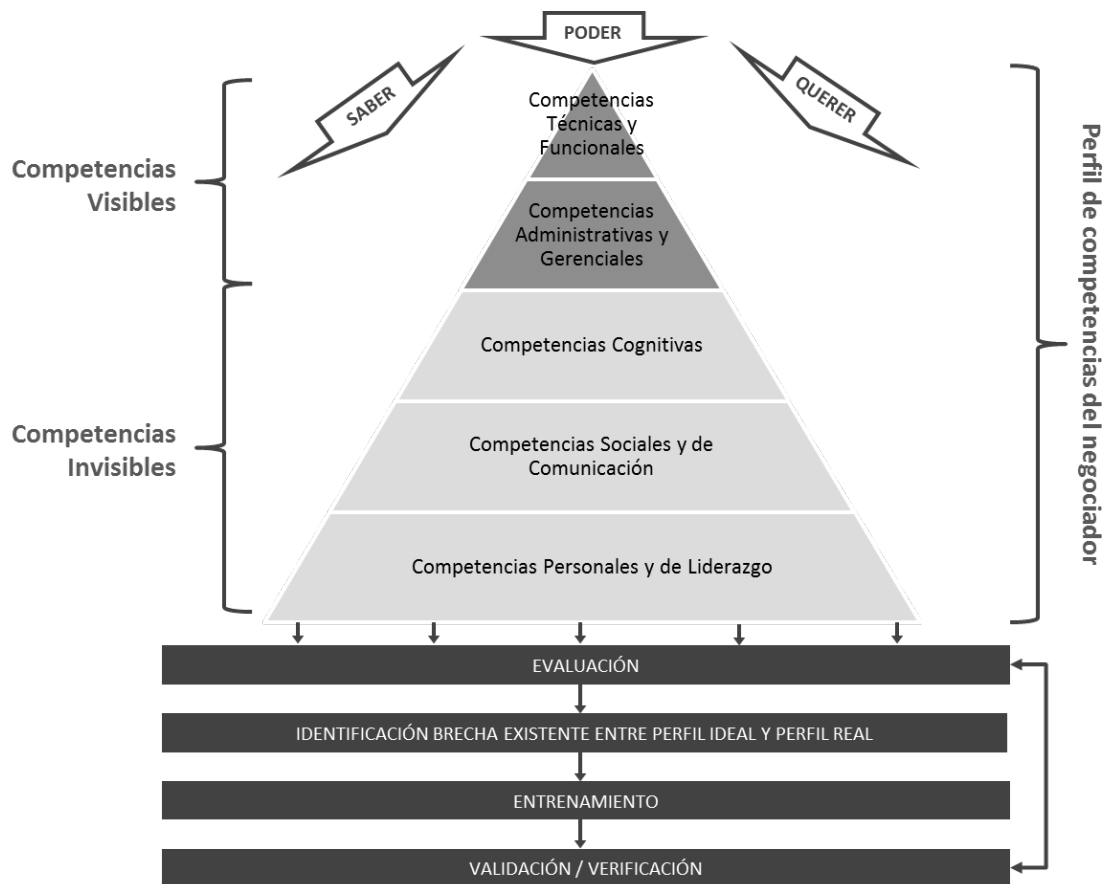 PODER
SABER
QUERER
Competencias
Visibles
Competencias
Técnicas y
Funcionales
Competencias
Administrativas y
Gerenciales
Competencias Cognitivas
Competencias
Invisibles
Competencias Sociales y de
Comunicación
Competencias Personales y de Liderazgo
Perfil de competencias del negociador
EVALUACIÓN
IDENTIFICACIÓN BRECHA EXISTENTE ENTRE PERFIL IDEAL Y PERFIL REAL
ENTRENAMIENTO
VALIDACIÓN / VERIFICACIÓN